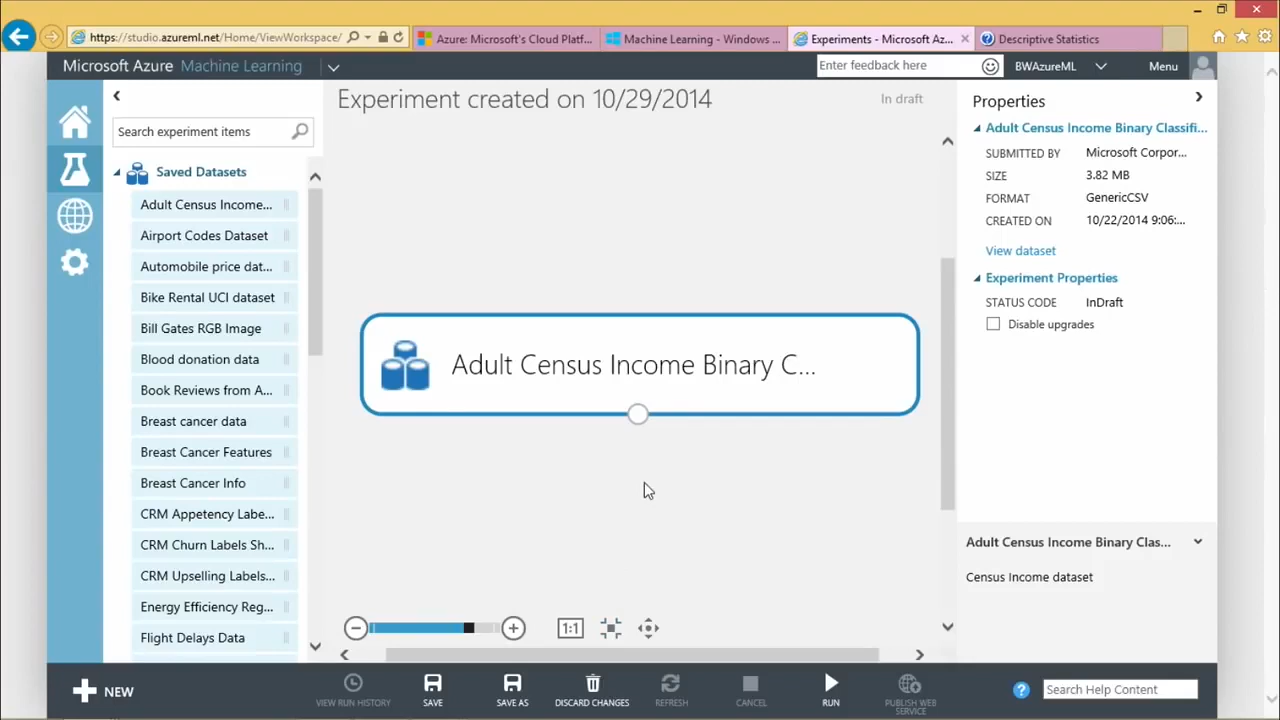 https://studio.azureml.net/Home/ViewWorkspace/
Azure: Microsoft's Cloud Platf...
Machine Learning - Windows ...
Experiments - Microsoft Az...
Descriptive Statistics
Microsoft Azure Machine Learning
Enter feedback here
BWAzureML
Menu
Search experiment items
Saved Datasets
Adult Census Income...
Airport Codes Dataset
Automobile price dat...
Bike Rental UCI dataset
Bill Gates RGB Image
Blood donation data
Book Reviews from A...
Breast cancer data
Breast Cancer Features
Breast Cancer Info
CRM Appetency Labe...
CRM Churn Labels Sh...
CRM Upselling Labels...
Energy Efficiency Reg...
Flight Delays Data
Experiment created on 10/29/2014
In draft
Adult Census Income Binary C...
1:1
Properties
Adult Census Income Binary Classifi...
SUBMITTED BY Microsoft Corpor...
SIZE 3.82 MB
FORMAT GenericCSV
CREATED ON 10/22/2014 9:06:...
View dataset
Experiment Properties
STATUS CODE InDraft
Disable upgrades
Adult Census Income Binary Clas...
Census Income dataset
NEW
VIEW RUN HISTORY
SAVE
SAVE AS
DISCARD CHANGES
REFRESH
CANCEL
RUN
PUBLISH WEB
SERVICE
Search Help Content